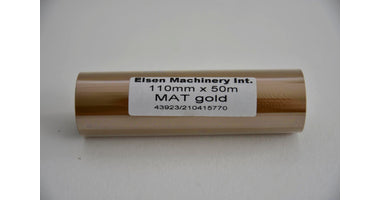 Elsen Machinery Int.
110mm x 50m
MAT gold
43923/210415770